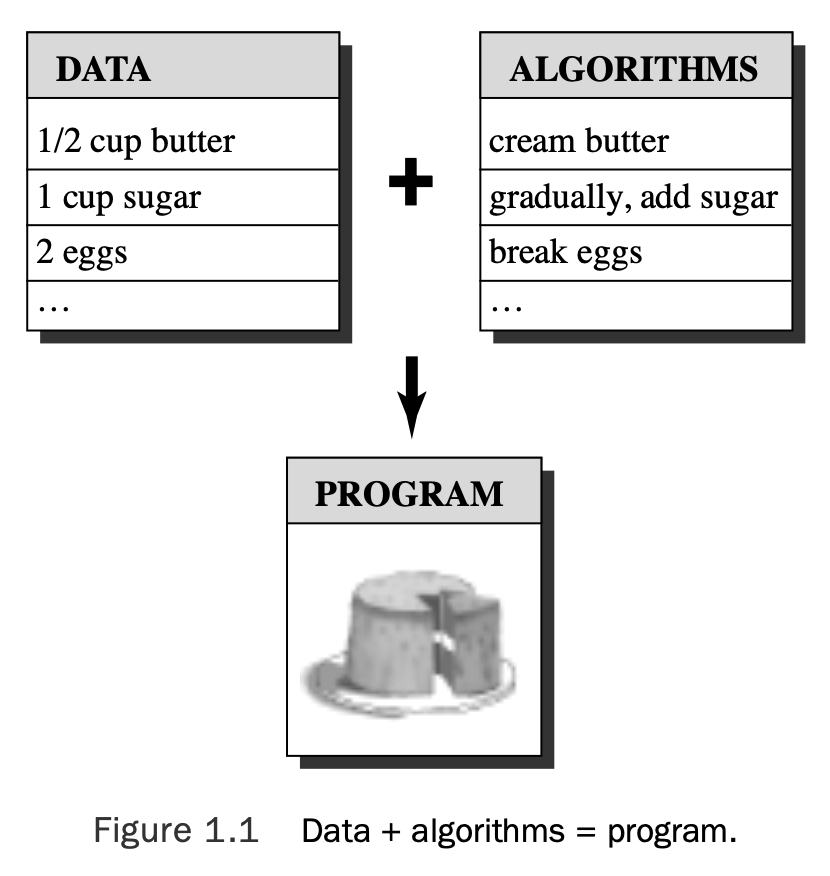 DATA
1/2 cup butter
1 cup sugar
2 eggs
…
+
ALGORITHMS
cream butter
gradually, add sugar
break eggs
…
PROGRAM
Figure 1.1 Data + algorithms = program.